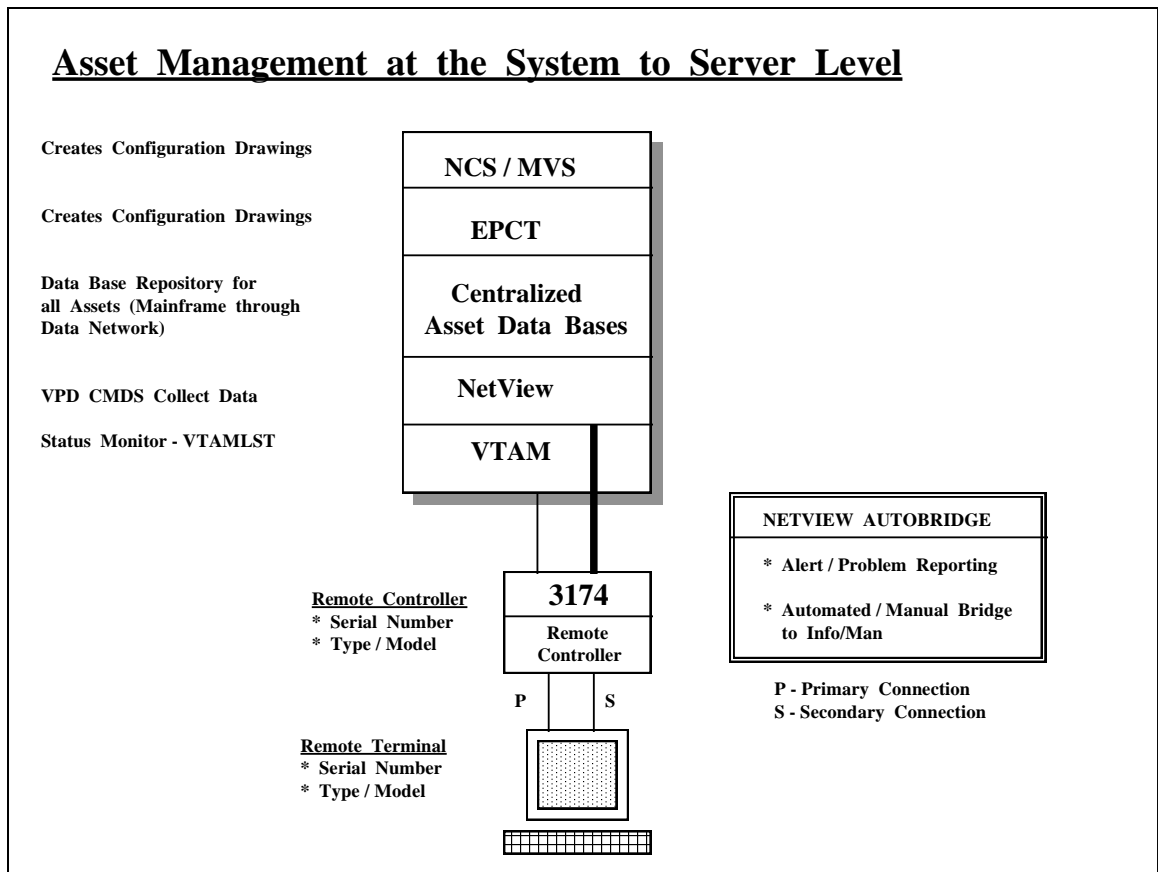 Asset Management at the System to Server Level
Creates Configuration Drawings
NCS / MVS
Creates Configuration Drawings
EPCT
Data Base Repository for
all Assets (Mainframe through
Data Network)
Centralized
Asset Data Bases
VPD CMDS Collect Data
NetView
Status Monitor - VTAMLST
VTAM
NETVIEW AUTOBRIDGE
* Alert / Problem Reporting
* Automated / Manual Bridge
to Info/Man
Remote Controller
* Serial Number
* Type / Model
3174
Remote
Controller
P - Primary Connection
S - Secondary Connection
P
S
Remote Terminal
* Serial Number
* Type / Model